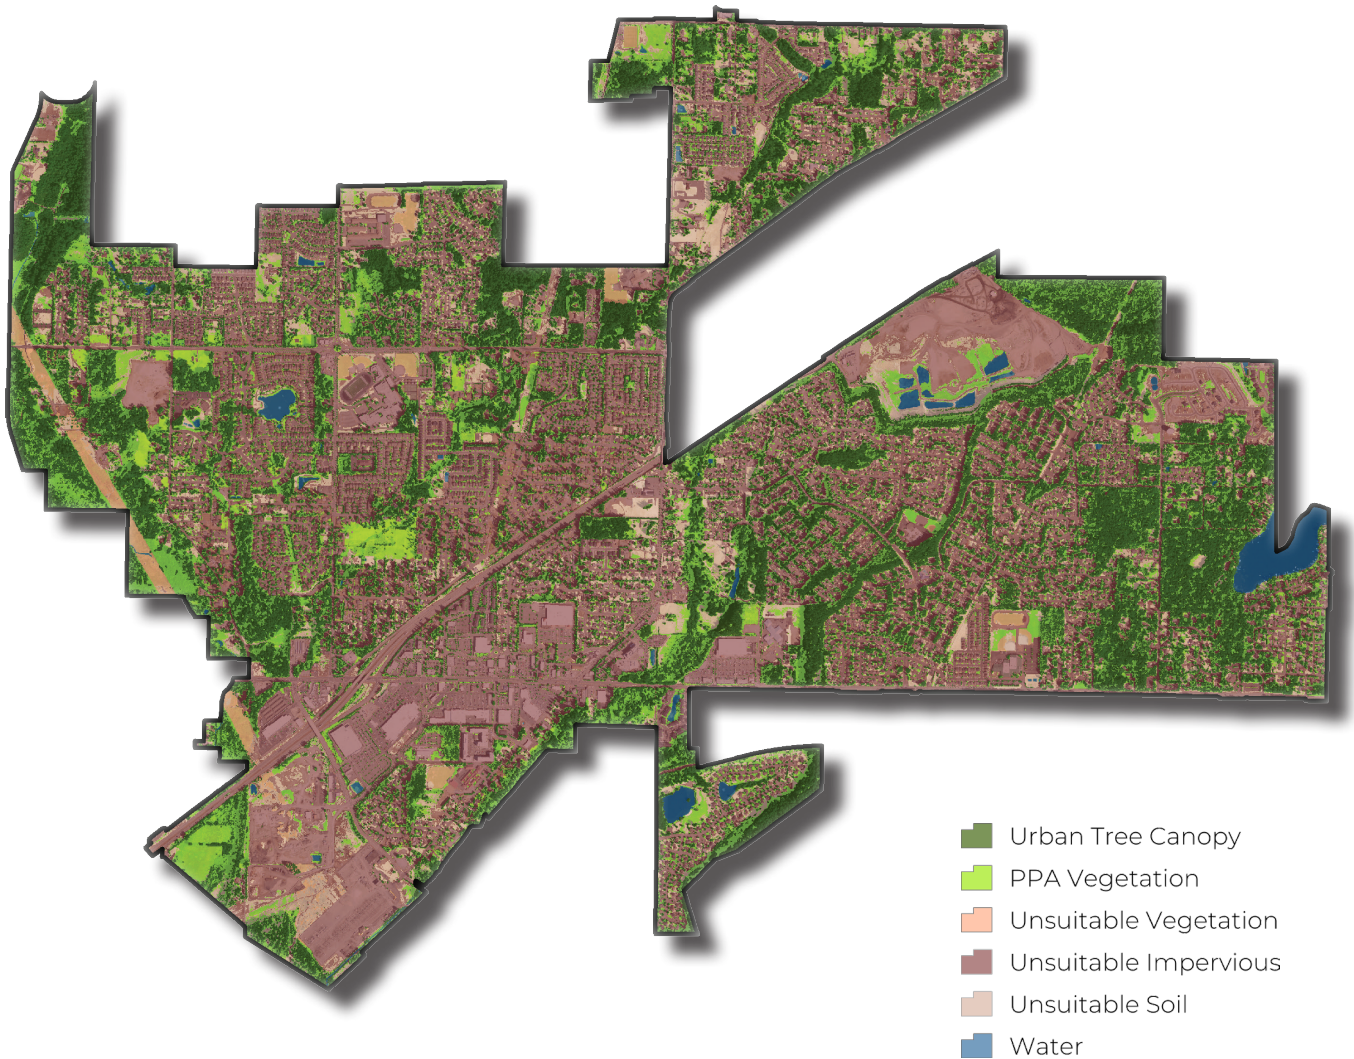 Urban Tree Canopy
PPA Vegetation
Unsuitable Vegetation
Unsuitable Impervious
Unsuitable Soil
Water